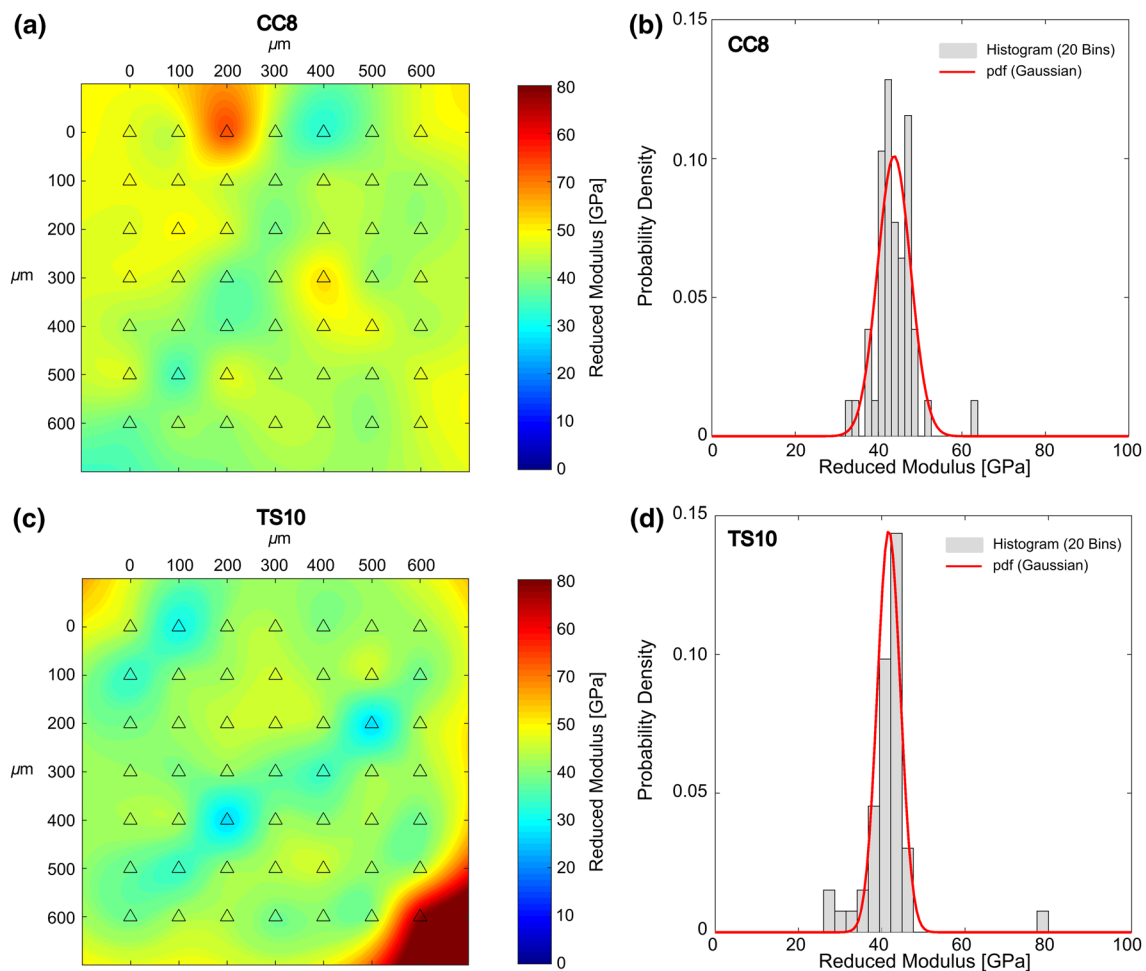 (a)
CC8
µm
0 100 200 300 400 500 600
0
100
200
300
400
500
600
µm
80
60
70
50
40
30
20
10
0
Reduced Modulus [GPa]
(b)
CC8
Histogram (20 Bins)
pdf (Gaussian)
0.15
0.10
0.05
0
Probability Density
20 40 60 80 100
Reduced Modulus [GPa]
(c)
TS10
µm
0 100 200 300 400 500 600
0
100
200
300
400
500
600
µm
80
60
70
50
40
30
20
10
0
Reduced Modulus [GPa]
(d)
TS10
Histogram (20 Bins)
pdf (Gaussian)
0.15
0.10
0.05
0
Probability Density
0 20 40 60 80 100
Reduced Modulus [GPa]